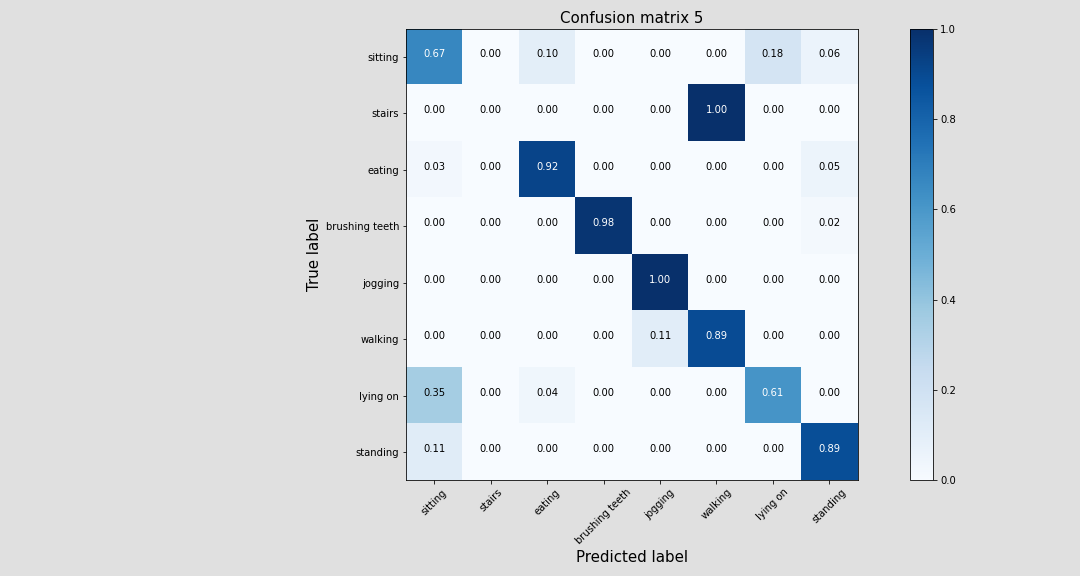 Confusion matrix 5
sitting 0.67 0.00 0.10 0.00 0.00 0.00 0.18 0.06
stairs 0.00 0.00 0.00 0.00 0.00 1.00 0.00 0.00
eating 0.03 0.00 0.92 0.00 0.00 0.00 0.00 0.05
brushing teeth 0.00 0.00 0.00 0.98 0.00 0.00 0.00 0.02
jogging 0.00 0.00 0.00 0.00 1.00 0.00 0.00 0.00
walking 0.00 0.00 0.00 0.00 0.11 0.89 0.00 0.00
lying on 0.35 0.00 0.04 0.00 0.00 0.00 0.61 0.00
standing 0.11 0.00 0.00 0.00 0.00 0.00 0.00 0.89
True label
sitting stairs eating brushing teeth jogging walking lying on standing
Predicted label
1.0
0.8
0.6
0.4
0.2
0.0